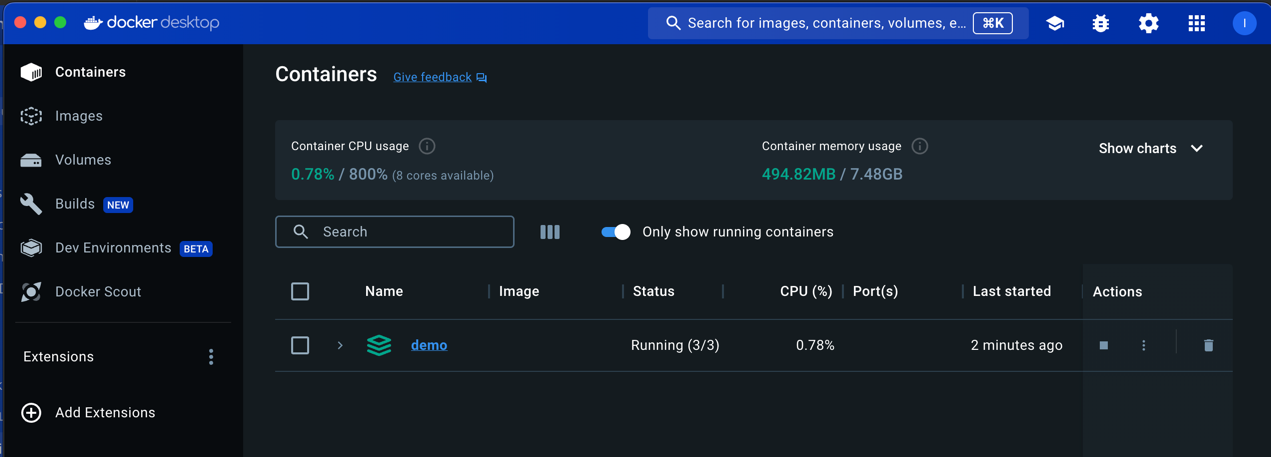 docker desktop
Search for images, containers, volumes, e... ⌘K
I
Containers
Images
Volumes
Builds NEW
Dev Environments BETA
Docker Scout
Extensions
Add Extensions
Containers Give feedback
Container CPU usage
0.78% / 800% (8 cores available)
Container memory usage
494.82MB / 7.48GB
Show charts
Search
Only show running containers
Name Image Status CPU (%) Port(s) Last started Actions
demo Running (3/3) 0.78% 2 minutes ago